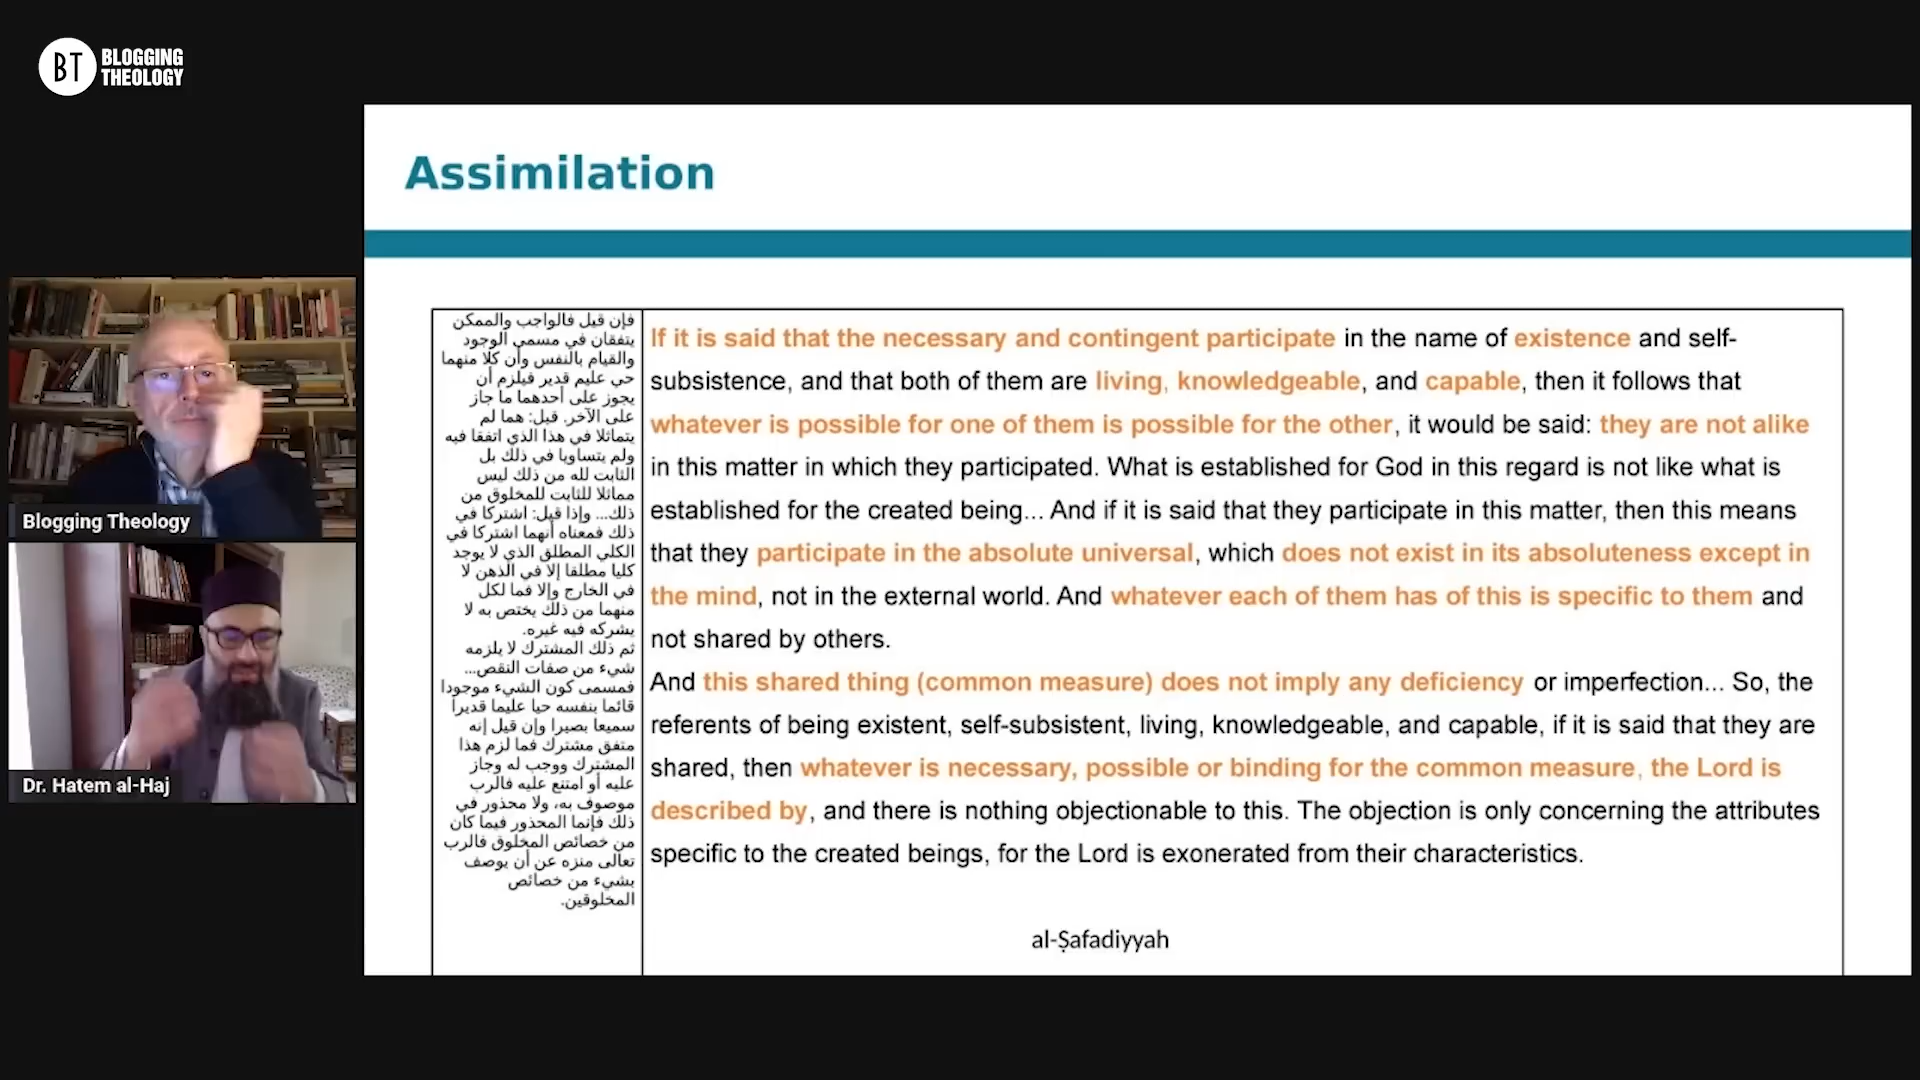 BT BLOGGING
THEOLOGY
Assimilation
فإن قيل فالواجب والممكن
يتفقان في مسمى الوجود
والقيام بالنفس وأن كلا منهما
حي عليم قدير فيلزم أن
يجوز على أحدهما ما جاز
على الآخر. قيل: هما لم
يتماثلا في هذا الذي اتفقا فيه
ولم يتساويا في ذلك بل
الثابت لله من ذلك ليس
مماثلا للثابت للمخلوق من
ذلك... وإذا قيل: اشتركا في
ذلك فمعناه أنهما اشتركا في
الكلي المطلق الذي لا يوجد
كليا مطلقا إلا في الذهن لا
في الخارج وإلا فما لكل
منهما من ذلك يختص به لا
يشركه فيه غيره.
ثم ذلك المشترك لا يلزمه
شيء من صفات النقص...
فمسمى كون الشيء موجودا
قائما بنفسه حيا عليما قديرا
سميعا بصيرا وإن قيل إنه
متفق مشترك فما لزم هذا
المشترك ووجب له وجاز
عليه أو امتنع عليه فالرب
موصوف به، ولا محذور في
ذلك فإنما المحذور فيما كان
من خصائص المخلوق فالرب
تعالى منزه عن أن يوصف
بشيء من خصائص
المخلوقين.
If it is said that the necessary and contingent participate in the name of existence and self-
subsistence, and that both of them are living, knowledgeable, and capable, then it follows that
whatever is possible for one of them is possible for the other, it would be said: they are not alike
in this matter in which they participated. What is established for God in this regard is not like what is
established for the created being... And if it is said that they participate in this matter, then this means
that they participate in the absolute universal, which does not exist in its absoluteness except in
the mind, not in the external world. And whatever each of them has of this is specific to them and
not shared by others.
And this shared thing (common measure) does not imply any deficiency or imperfection... So, the
referents of being existent, self-subsistent, living, knowledgeable, and capable, if it is said that they are
shared, then whatever is necessary, possible or binding for the common measure, the Lord is
described by, and there is nothing objectionable to this. The objection is only concerning the attributes
specific to the created beings, for the Lord is exonerated from their characteristics.
al-Ṣafadiyyah
Blogging Theology
Dr. Hatem al-Haj